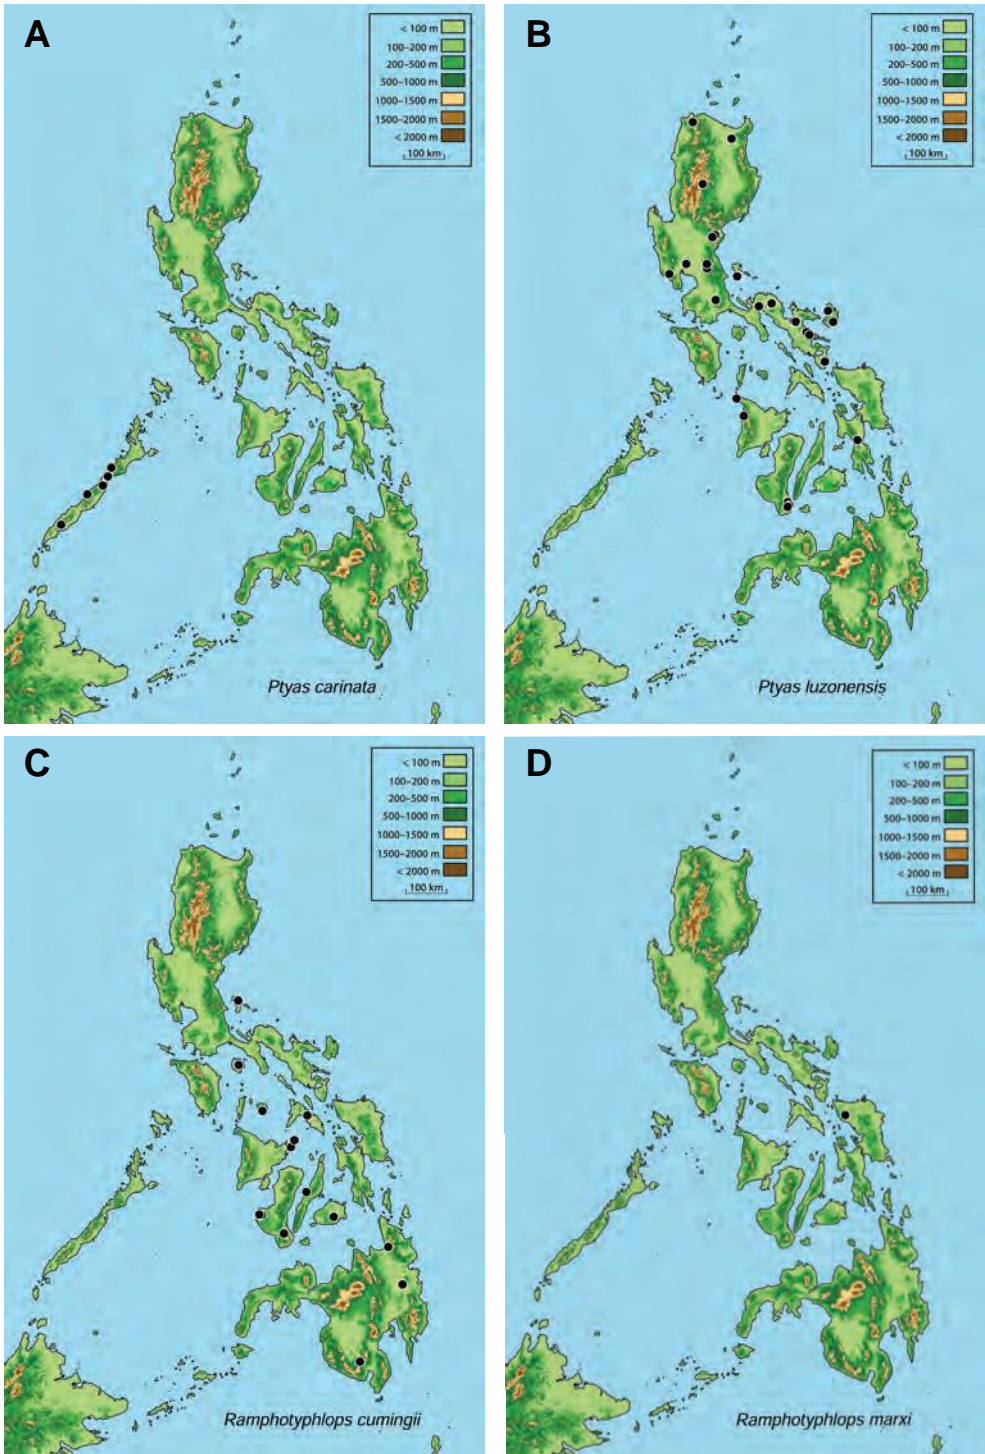 A
< 100 m
100–200 m
200–500 m
500–1000 m
1000–1500 m
1500–2000 m
< 2000 m
100 km
Ptyas carinata
B
< 100 m
100–200 m
200–500 m
500–1000 m
1000–1500 m
1500–2000 m
< 2000 m
100 km
Ptyas luzonensis
C
< 100 m
100–200 m
200–500 m
500–1000 m
1000–1500 m
1500–2000 m
< 2000 m
100 km
Ramphotyphlops cumingii
D
< 100 m
100–200 m
200–500 m
500–1000 m
1000–1500 m
1500–2000 m
< 2000 m
100 km
Ramphotyphlops marxi